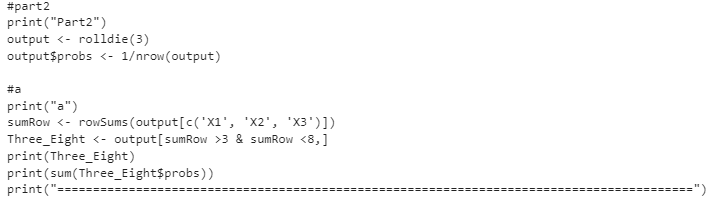 #part2
print("Part2")
output <- rolldie(3)
output$probs <- 1/nrow(output)
#a
print("a")
sumRow <- rowSums(output[c('X1', 'X2', 'X3')])
Three_Eight <- output[sumRow >3 & sumRow <8,]
print(Three_Eight)
print(sum(Three_Eight$probs))
print("=========================================================================================")